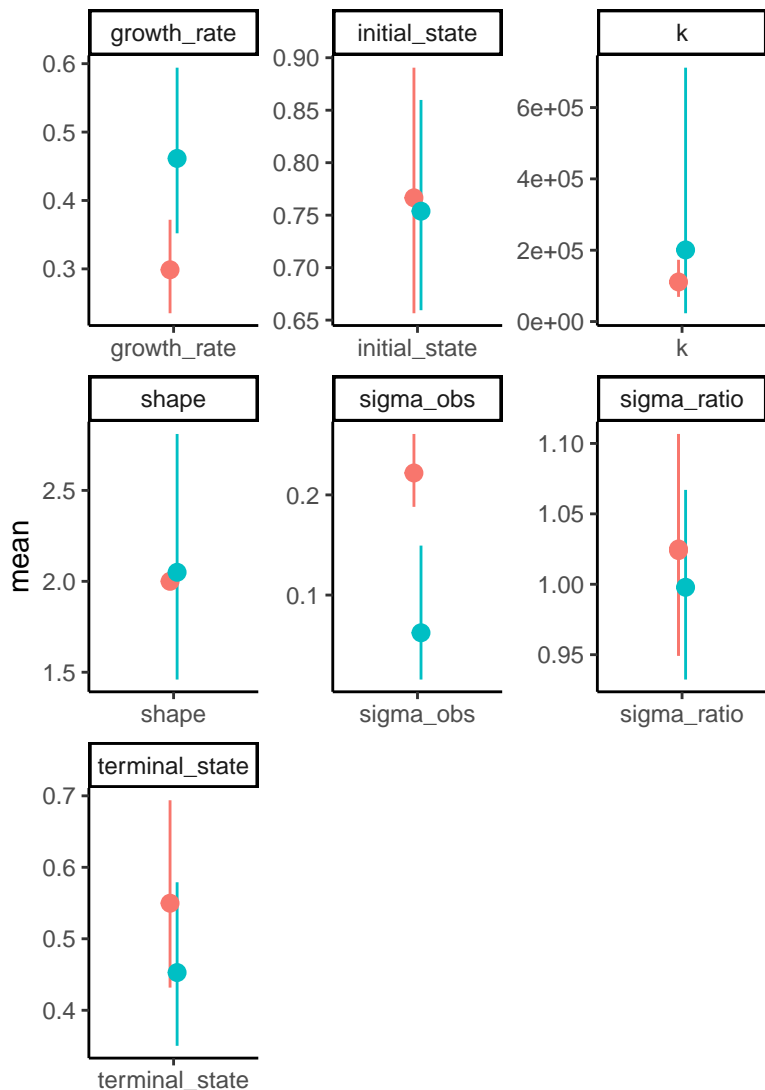 growth_rate
initial_state
k
0.6
0.5
0.4
0.3
0.90
0.85
0.80
0.75
0.70
0.65
6e+05
4e+05
2e+05
0e+00
growth_rate
initial_state
k
shape
sigma_obs
sigma_ratio
mean
2.5
2.0
1.5
0.2
0.1
1.10
1.05
1.00
0.95
shape
sigma_obs
sigma_ratio
terminal_state
0.7
0.6
0.5
0.4
terminal_state